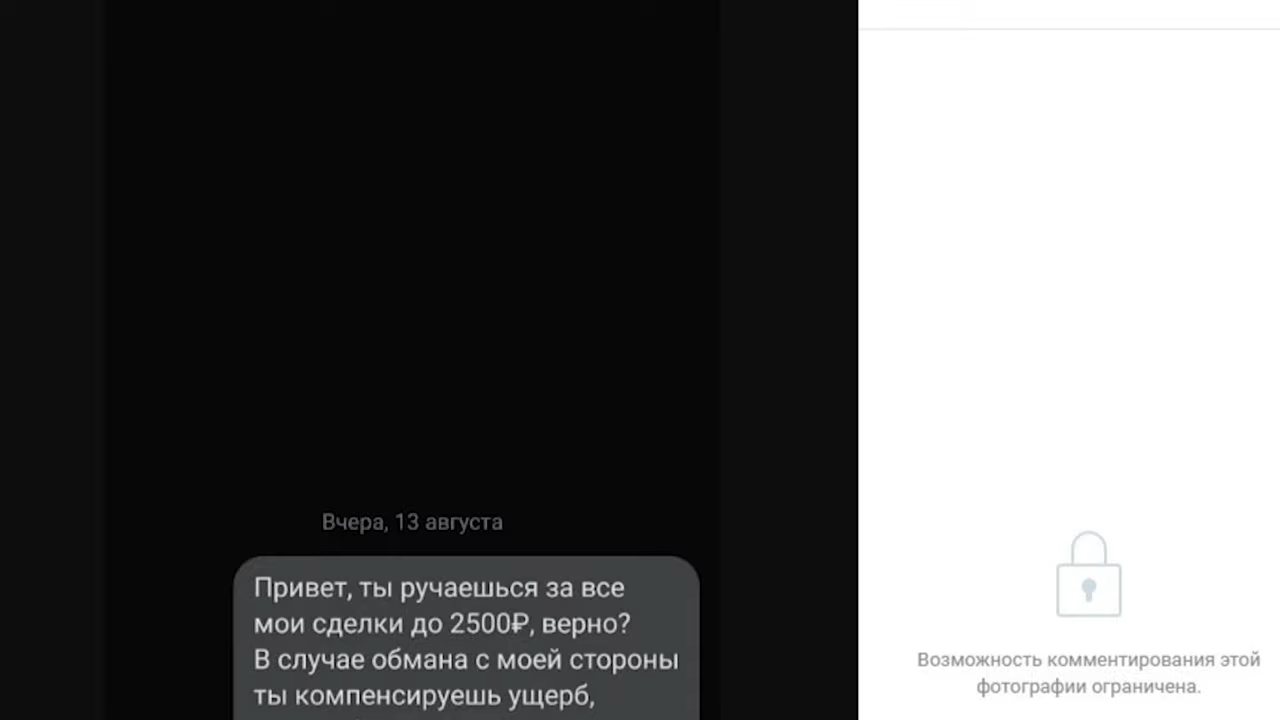 Вчера, 13 августа
Привет, ты ручаешься за все
мои сделки до 2500₽, верно?
В случае обмана с моей стороны
ты компенсируешь ущерб,
Возможность комментирования этой
фотографии ограничена.